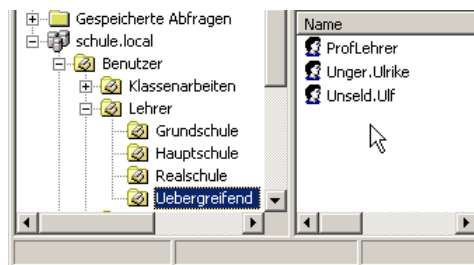 Gespeicherte Abfragen
schule.local
Benutzer
Klassenarbeiten
Lehrer
Grundschule
Hauptschule
Realschule
Uebergreifend
Name
ProfLehrer
Unger.Ulrike
Unseld.Ulf